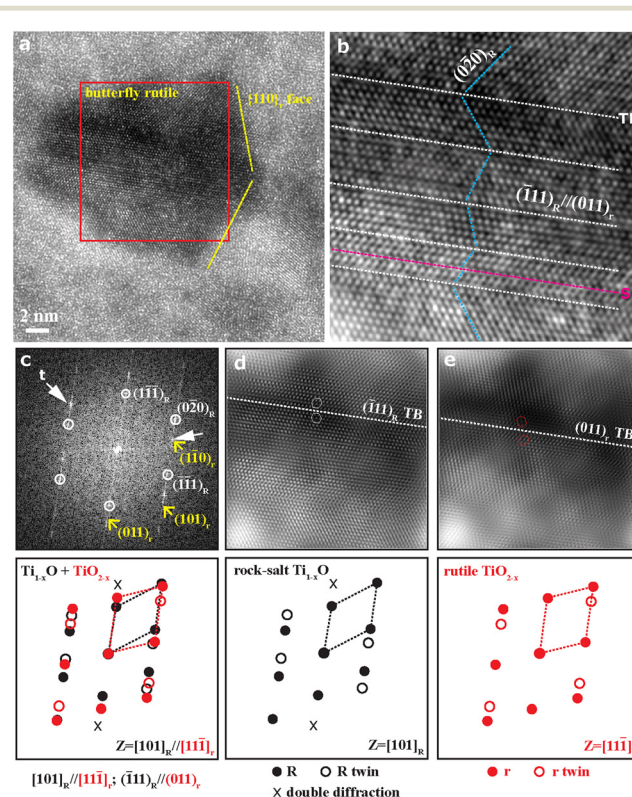 a
butterfly rutile
{110}r face
2 nm
b
(02̄0)R
(1̄11)R//(011)r
c
t
(11̄1̄)R
(02̄0)R
(11̄0)r
(1̄1̄1)R
(101)r
(011)r
d
(1̄11)R TB
e
(011)r TB
Ti1-xO + TiO2-x
X
X
Z=[101]R//[111̄]r
rock-salt Ti1-xO
X
X
Z=[101]R
rutile TiO2-x
Z=[111̄]
[101]R//[111̄]r; (1̄11)R//(011)r
● R ○ R twin
x double diffraction
● r ○ r twin